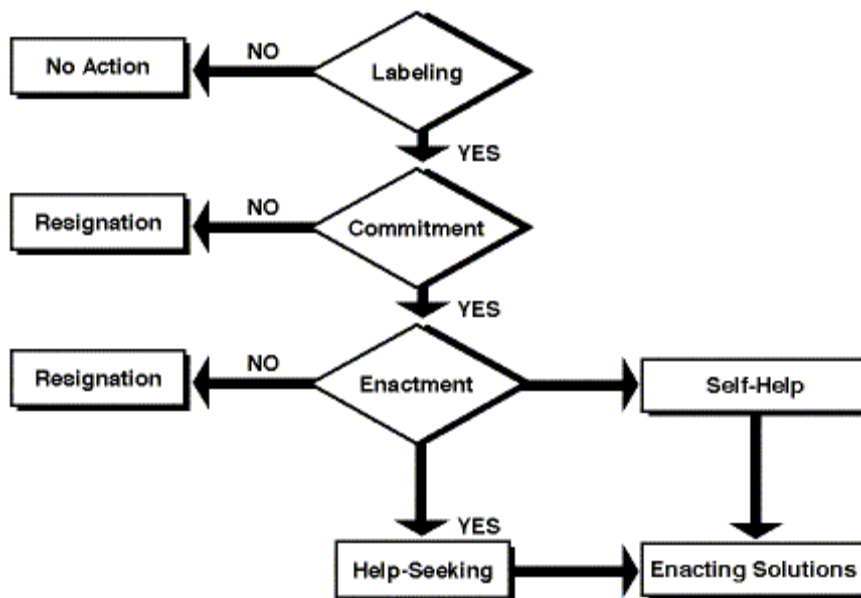 NO
No Action
Labeling
YES
NO
Resignation
Commitment
YES
NO
Resignation
Enactment
Self-Help
YES
Help-Seeking
Enacting Solutions